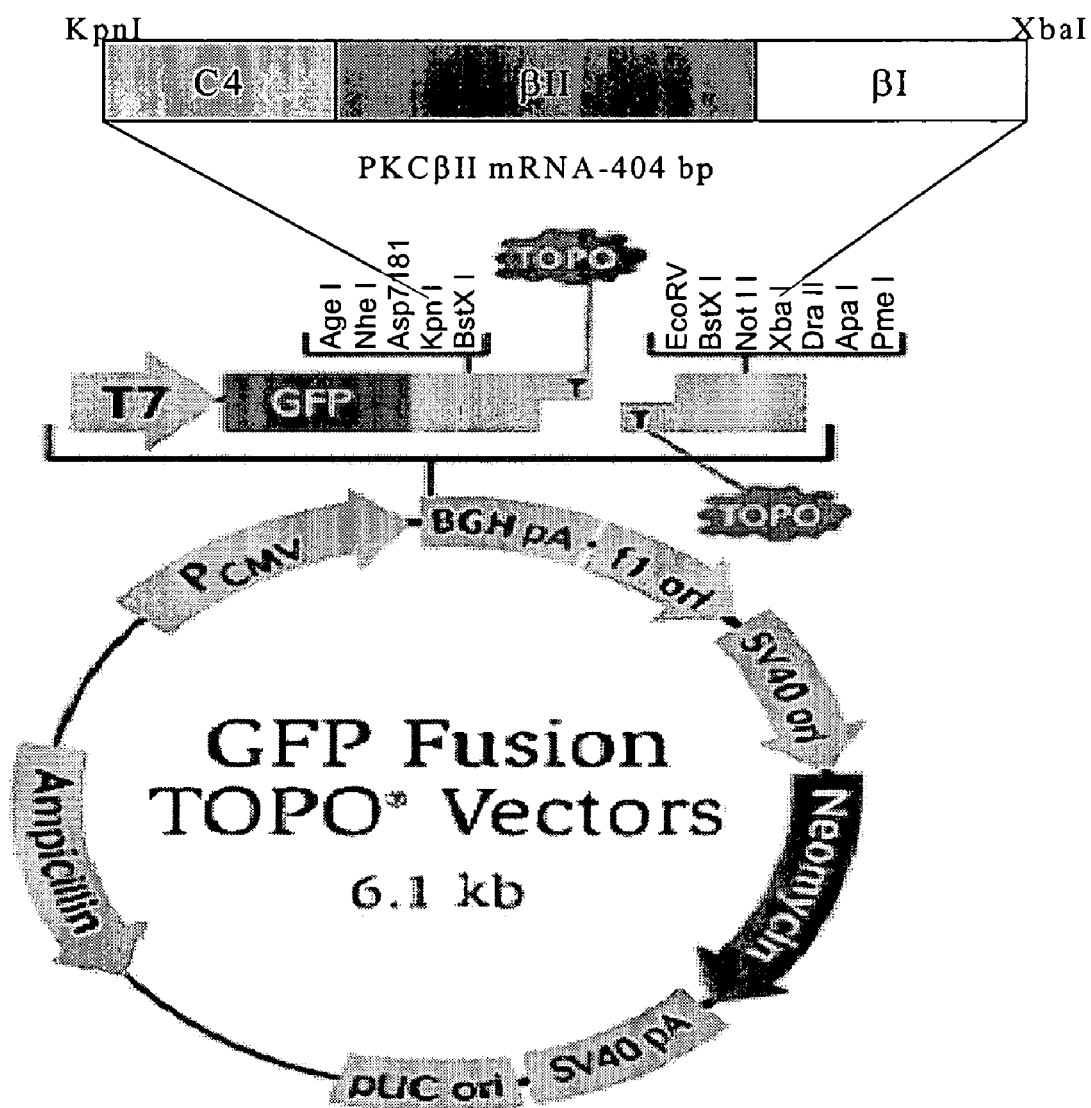 KpnI XbaI
C4 βII βI
PKCβII mRNA-404 bp
TOPO
Age I
Nhe I
Asp7181
Kpn I
BstX I
EcoRV
BstX I
Not I I
Xba I
Dra II
Apa I
Pme I
T7 GFP T
T
TOPO
PCMV
BGH pA
f1 ori
SV40 ori
Neomycin
SV40 pA
pUC ori
Ampicillin
GFP Fusion
TOPO® Vectors
6.1 kb